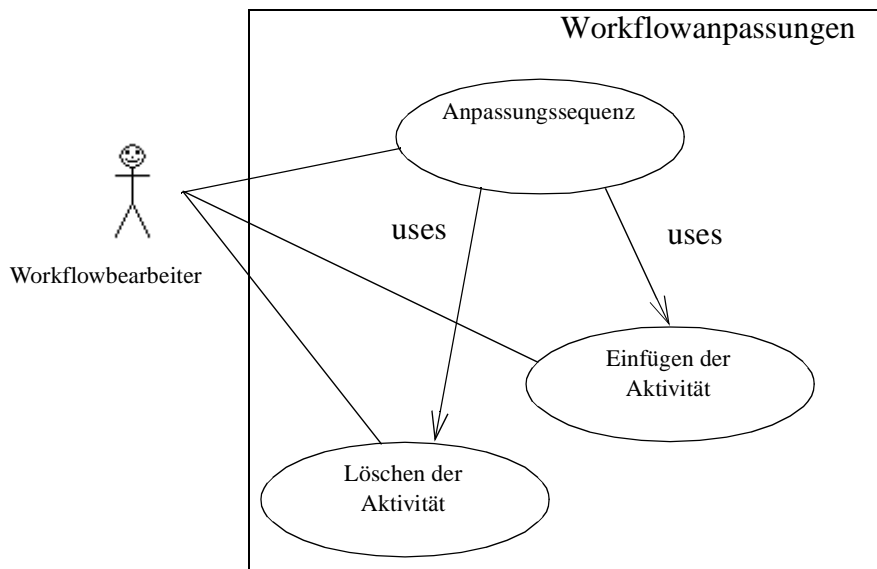 Workflowanpassungen
Anpassungssequenz
uses
uses
Workflowbearbeiter
Einfügen der
Aktivität
Löschen der
Aktivität